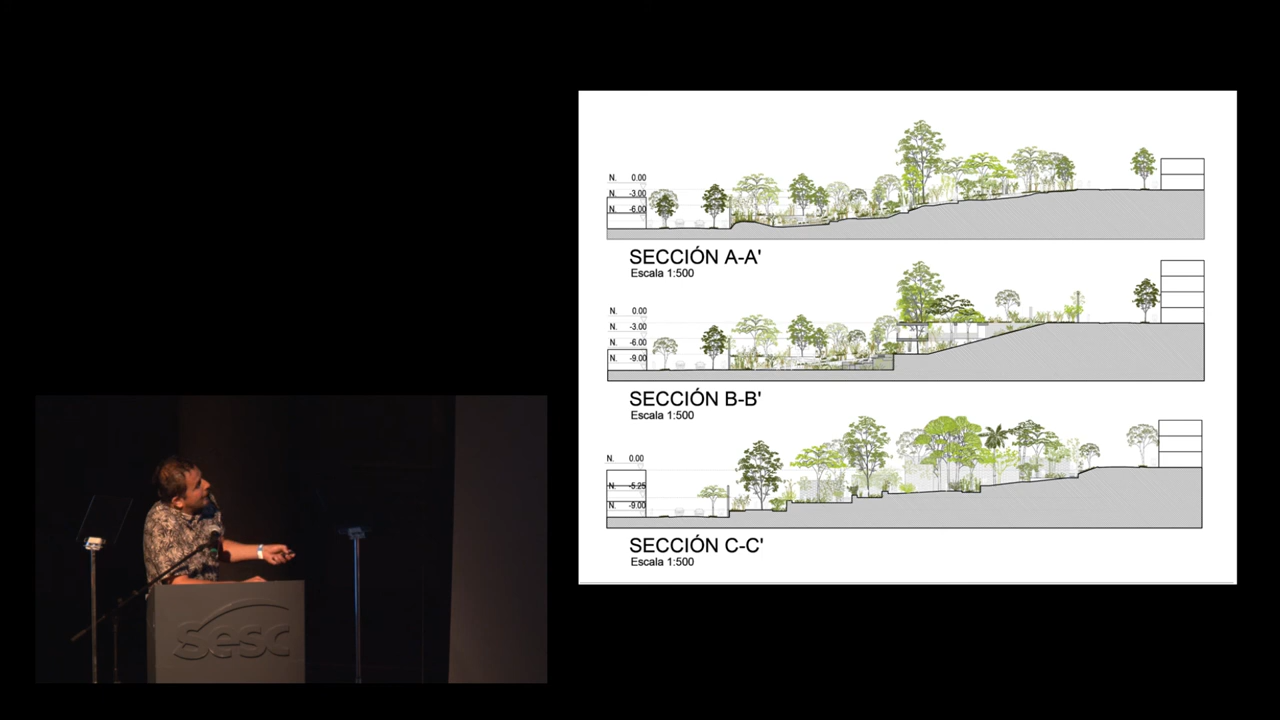 N. 0.00
N. -3.00
N. -6.00
SECCIÓN A-A'
Escala 1:500
N. 0.00
N. -3.00
N. -6.00
N. -9.00
SECCIÓN B-B'
Escala 1:500
N. 0.00
N. -5.25
N. -9.00
SECCIÓN C-C'
Escala 1:500
sesc